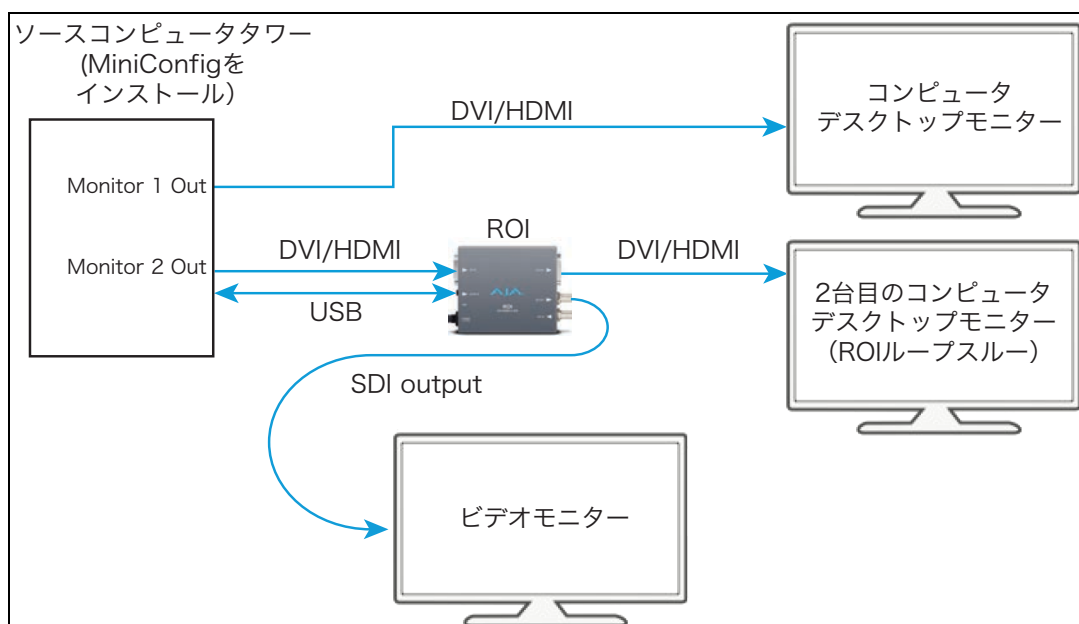 ソースコンピュータタワー
(MiniConfigを
インストール）
Monitor 1 Out
DVI/HDMI
コンピュータ
デスクトップモニター
Monitor 2 Out
DVI/HDMI
USB
ROI
AJA
DVI/HDMI
2台目のコンピュータ
デスクトップモニター
（ROIループスルー）
SDI output
ビデオモニター